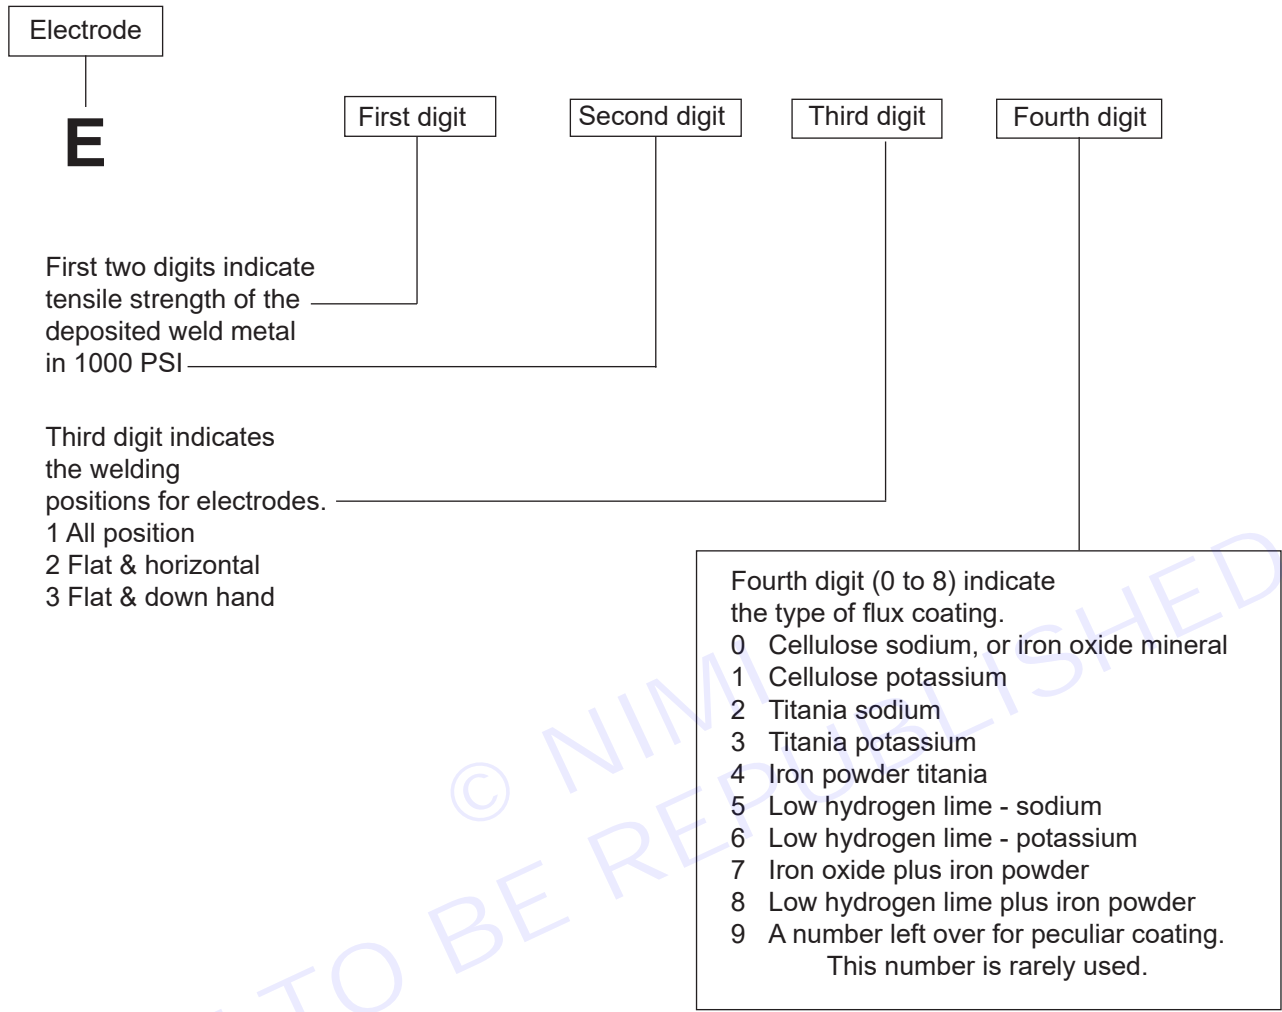 Electrode
E
First digit
Second digit
Third digit
Fourth digit
First two digits indicate
tensile strength of the
deposited weld metal
in 1000 PSI
Third digit indicates
the welding
positions for electrodes.
1 All position
2 Flat & horizontal
3 Flat & down hand
Fourth digit (0 to 8) indicate
the type of flux coating.
0 Cellulose sodium, or iron oxide mineral
1 Cellulose potassium
2 Titania sodium
3 Titania potassium
4 Iron powder titania
5 Low hydrogen lime - sodium
6 Low hydrogen lime - potassium
7 Iron oxide plus iron powder
8 Low hydrogen lime plus iron powder
9 A number left over for peculiar coating.
This number is rarely used.
© NIMI
TO BE REPUBLISHED